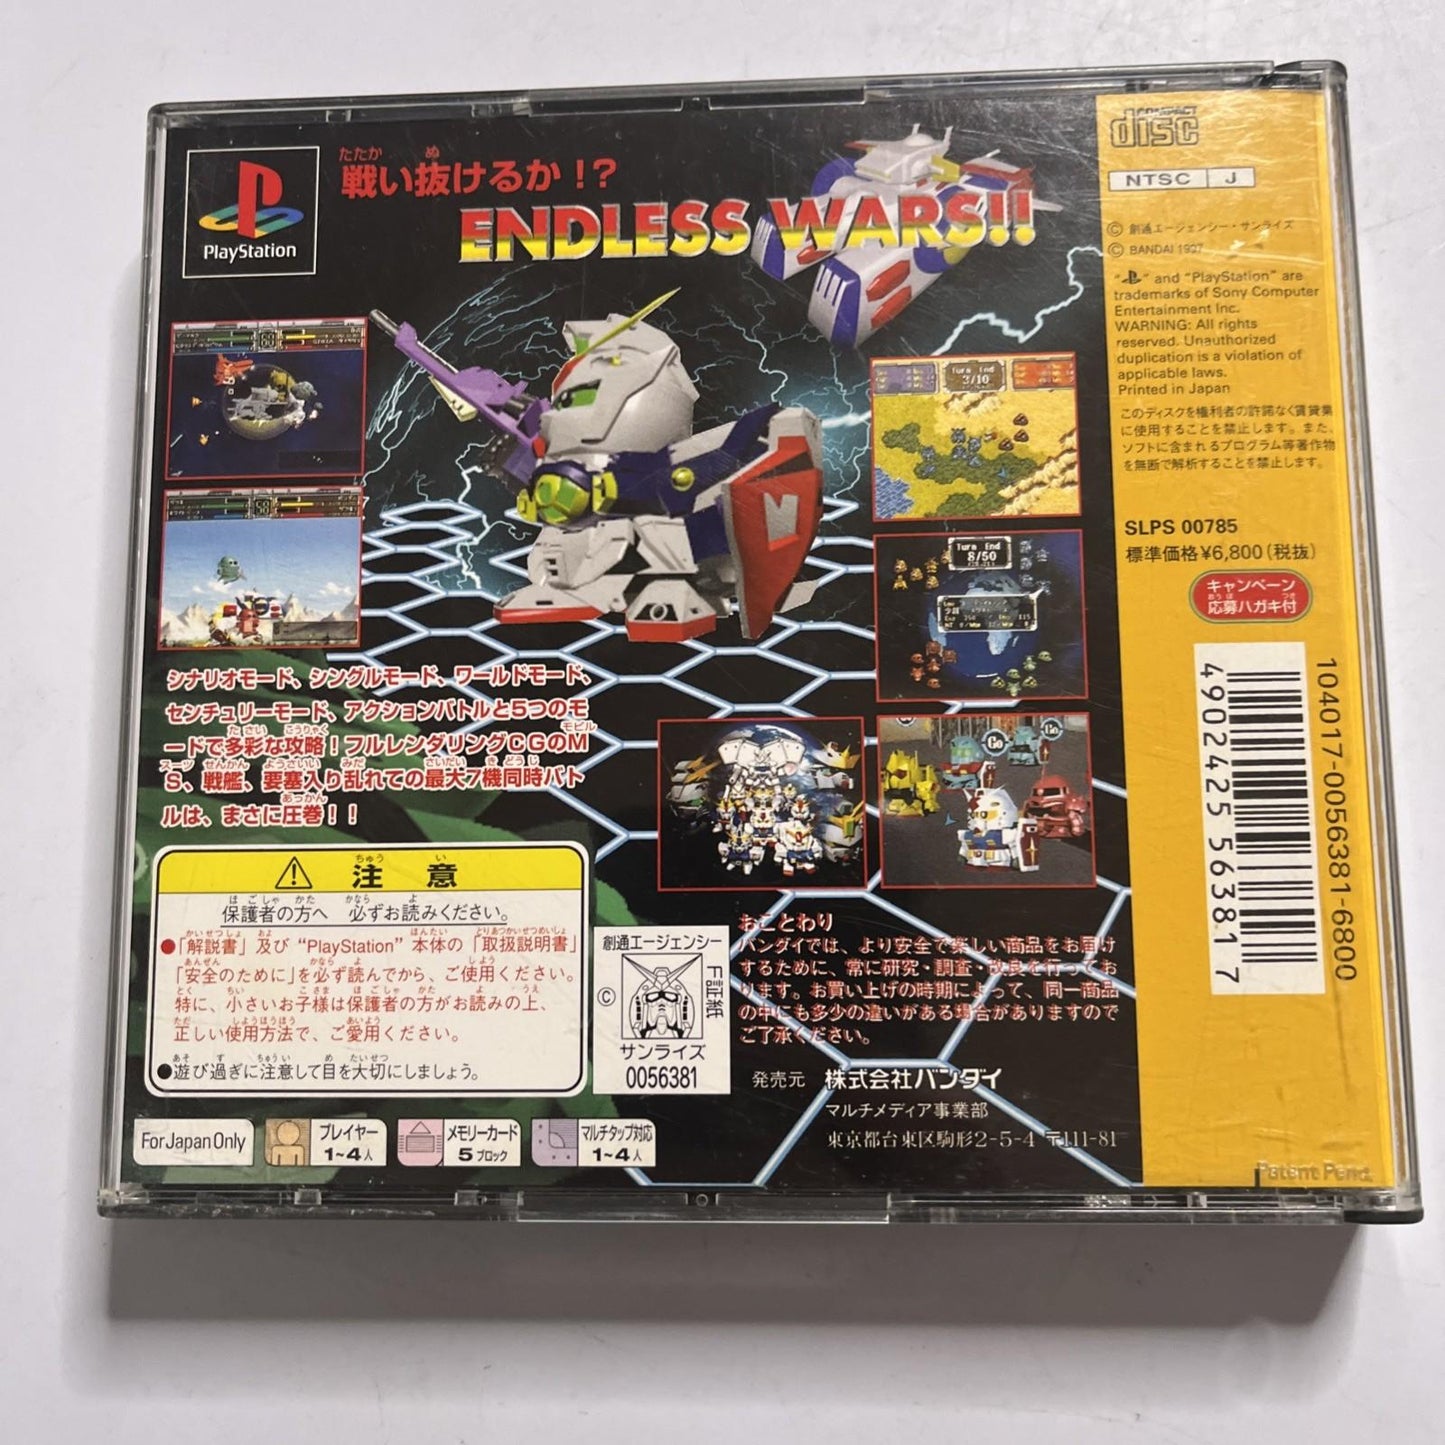 PlayStation
戦い抜けるか!?
ENDLESS WARS!!
シナリオモード、シングルモード、ワールドモード、
センチュリーモード、アクションバトルと5つのモ
ードで多彩な攻略!フルレンダリングCGのM
S、戦艦、要塞入り乱れての最大7機同時バト
ルは、まさに圧巻!!
Turn End
3/10
Turn End
8/50
Go
Go
注意
保護者の方へ 必ずお読みください。
●「解説書」及び“PlayStation”本体の「取扱説明書」
「安全のために」を必ず読んでから、ご使用ください。
特に、小さいお子様は保護者の方がお読みの上、
正しい使用方法で、ご愛用ください。
●遊び過ぎに注意して目を大切にしましょう。
創通エージェンシー
©
F証紙
サンライズ
0056381
おことわり
バンダイでは、より安全で楽しい商品をお届け
するために、常に研究・調査・改良を行ってお
ります。お買い上げの時期によって、同一商品
の中にも多少の違いがある場合がありますので
ご了承ください。
発売元 株式会社バンダイ
マルチメディア事業部
東京都台東区駒形2-5-4 〒111-81
For Japan Only
プレイヤー
1~4人
メモリーカード
5ブロック
マルチタップ対応
1~4人
COMPACT
disc
NTSC J
© 創通エージェンシー・サンライズ
© BANDAI 1997
“PS” and “PlayStation” are
trademarks of Sony Computer
Entertainment Inc.
WARNING: All rights
reserved. Unauthorized
duplication is a violation of
applicable laws.
Printed in Japan
このディスクを権利者の許諾なく賃貸業
に使用することを禁止します。また、
ソフトに含まれるプログラム等著作物
を無断で解析することを禁止します。
SLPS 00785
標準価格¥6,800(税抜)
キャンペーン
応募ハガキ付
4902425563817
104017-0056381-6800
Patent Pend.